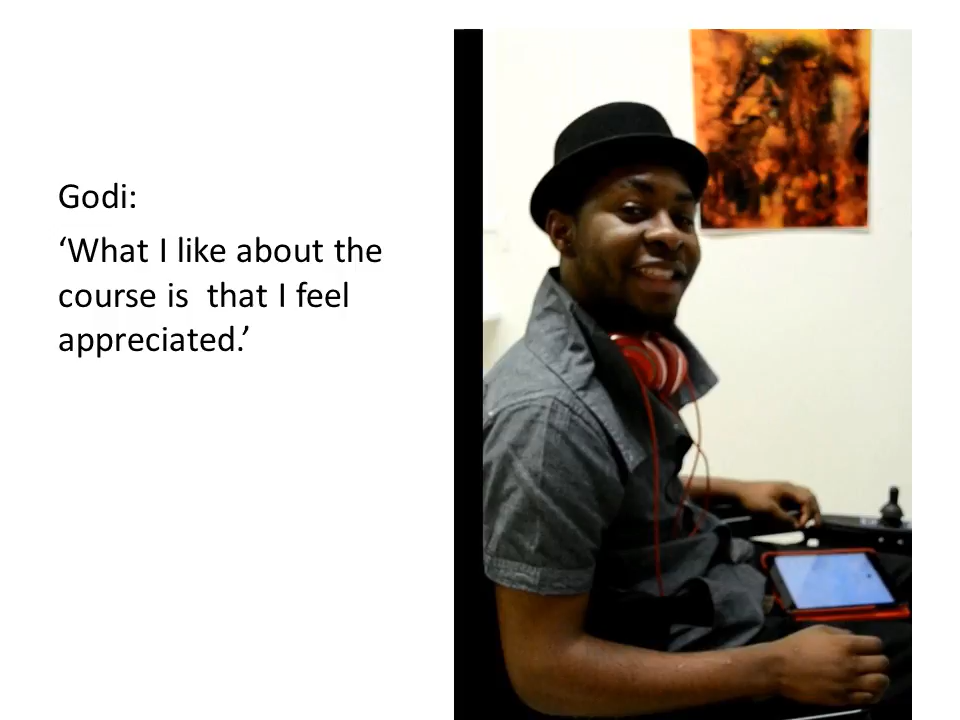 Godi:
‘What I like about the
course is  that I feel
appreciated.’